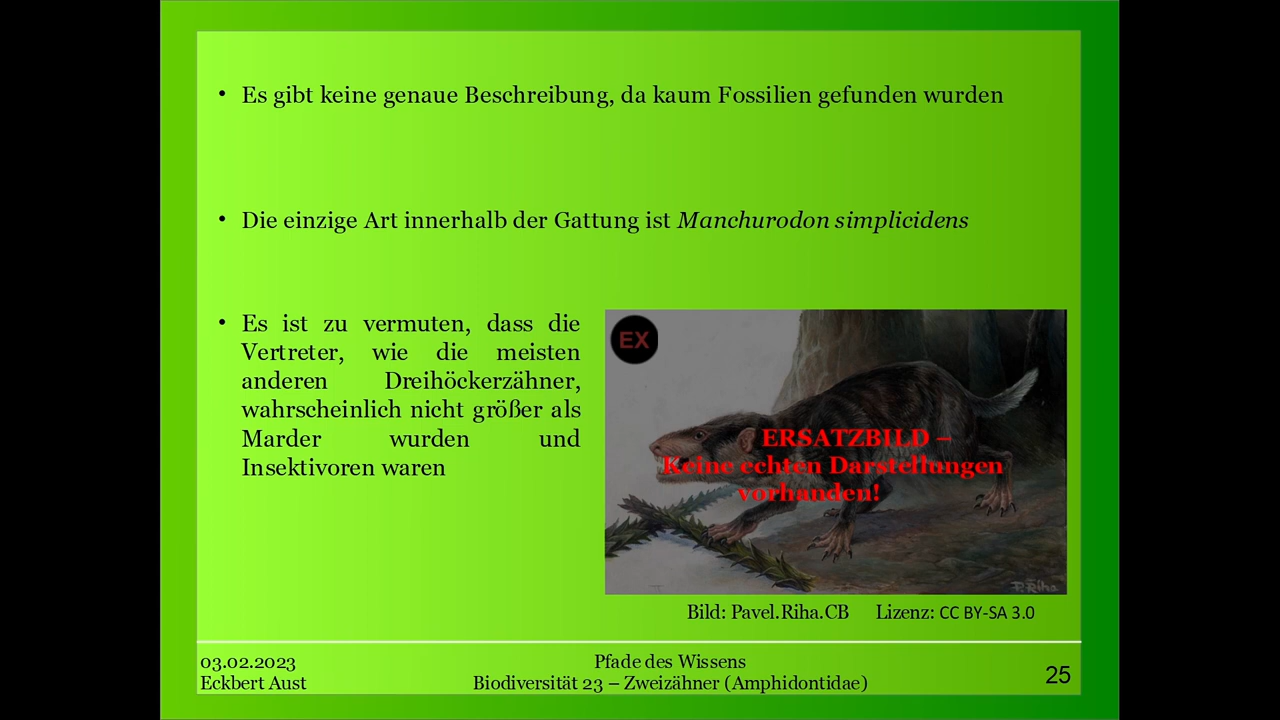 • Es gibt keine genaue Beschreibung, da kaum Fossilien gefunden wurden
• Die einzige Art innerhalb der Gattung ist Manchurodon simplicidens
• Es ist zu vermuten, dass die
Vertreter, wie die meisten
anderen Dreihöckerzähner,
wahrscheinlich nicht größer als
Marder wurden und
Insektivoren waren
EX
ERSATZBILD –
Keine echten Darstellungen
vorhanden!
P. Riha
Bild: Pavel.Riha.CB Lizenz: CC BY-SA 3.0
03.02.2023
Eckbert Aust
Pfade des Wissens
Biodiversität 23 – Zweizähner (Amphidontidae)
25